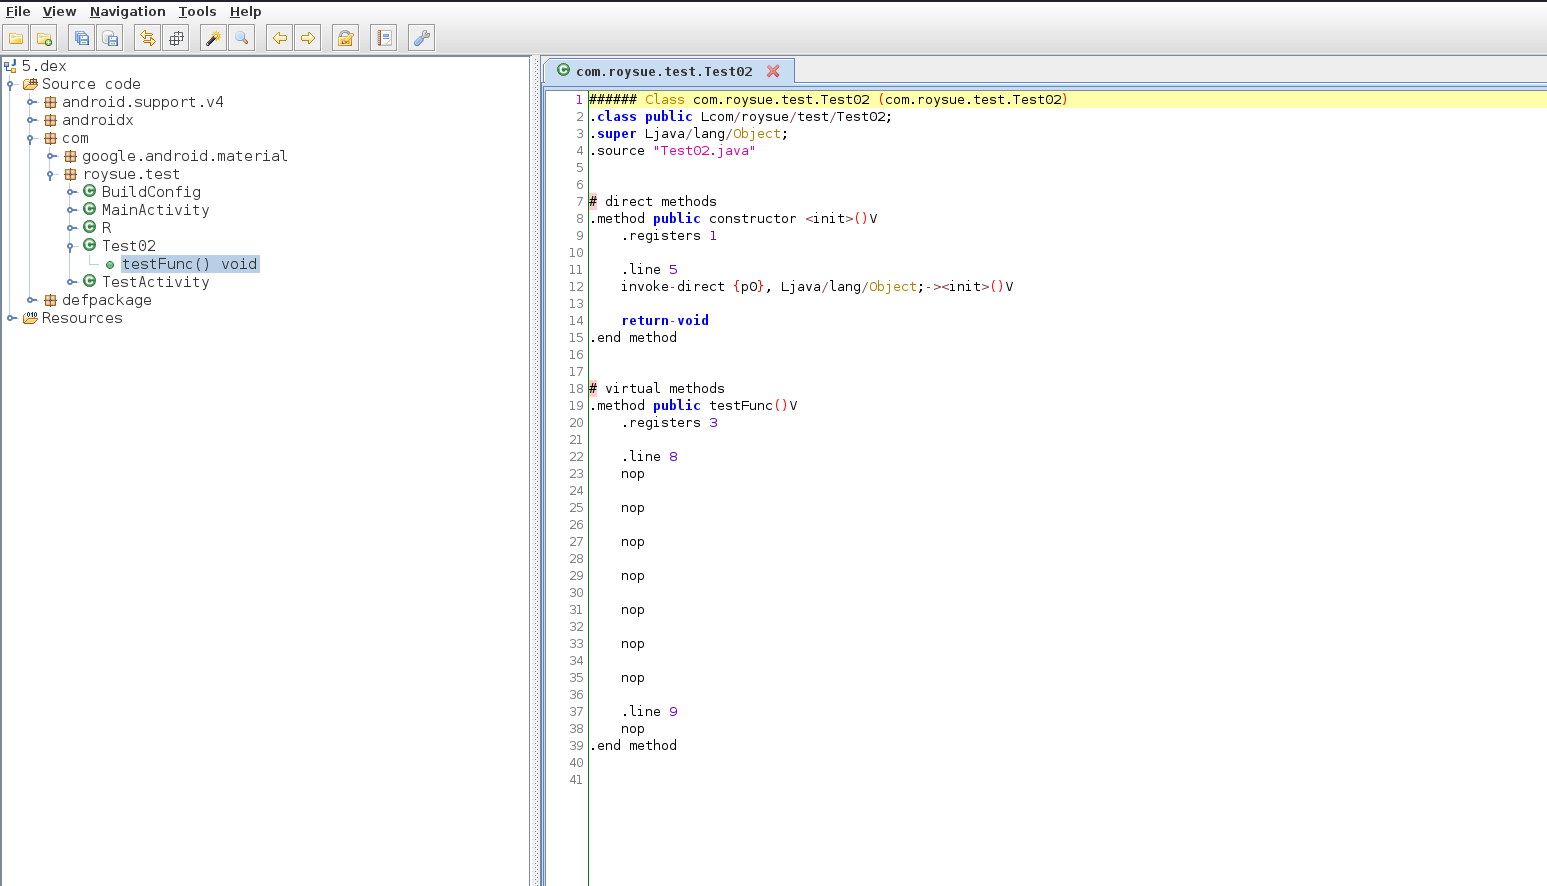 File View Navigation Tools Help
5.dex
Source code
android.support.v4
androidx
com
google.android.material
roysue.test
BuildConfig
MainActivity
R
Test02
testFunc() void
TestActivity
defpackage
Resources
com.roysue.test.Test02
1 ###### Class com.roysue.test.Test02 (com.roysue.test.Test02)
2 .class public Lcom/roysue/test/Test02;
3 .super Ljava/lang/Object;
4 .source "Test02.java"
5
6
7 # direct methods
8 .method public constructor <init>()V
9 .registers 1
10
11 .line 5
12 invoke-direct {p0}, Ljava/lang/Object;-><init>()V
13
14 return-void
15 .end method
16
17
18 # virtual methods
19 .method public testFunc()V
20 .registers 3
21
22 .line 8
23 nop
24
25 nop
26
27 nop
28
29 nop
30
31 nop
32
33 nop
34
35 nop
36
37 .line 9
38 nop
39 .end method
40
41